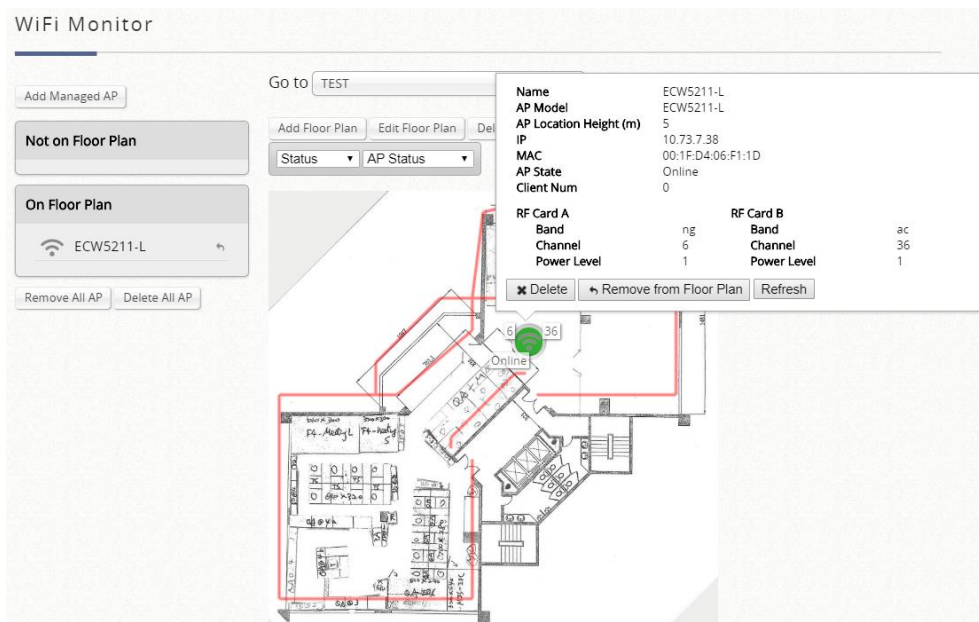 WiFi Monitor
Add Managed AP
Not on Floor Plan
On Floor Plan
ECW5211-L
Remove All AP Delete All AP
Go to TEST
Add Floor Plan Edit Floor Plan Del
Status AP Status
Name ECW5211-L
AP Model ECW5211-L
AP Location Height (m) 5
IP 10.73.7.38
MAC 00:1F:D4:06:F1:1D
AP State Online
Client Num 0
RF Card A RF Card B
Band ng Band ac
Channel 6 Channel 36
Power Level 1 Power Level 1
Delete Remove from Floor Plan Refresh
6 36
Online
F4-Meeting L